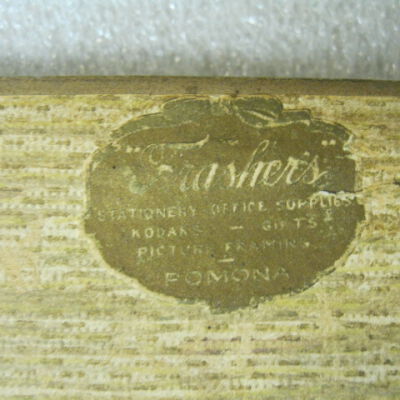 "Frasher's"
STATIONERY OFFICE SUPPLIES
KODAKS — GIFTS
PICTURE FRAMING
POMONA